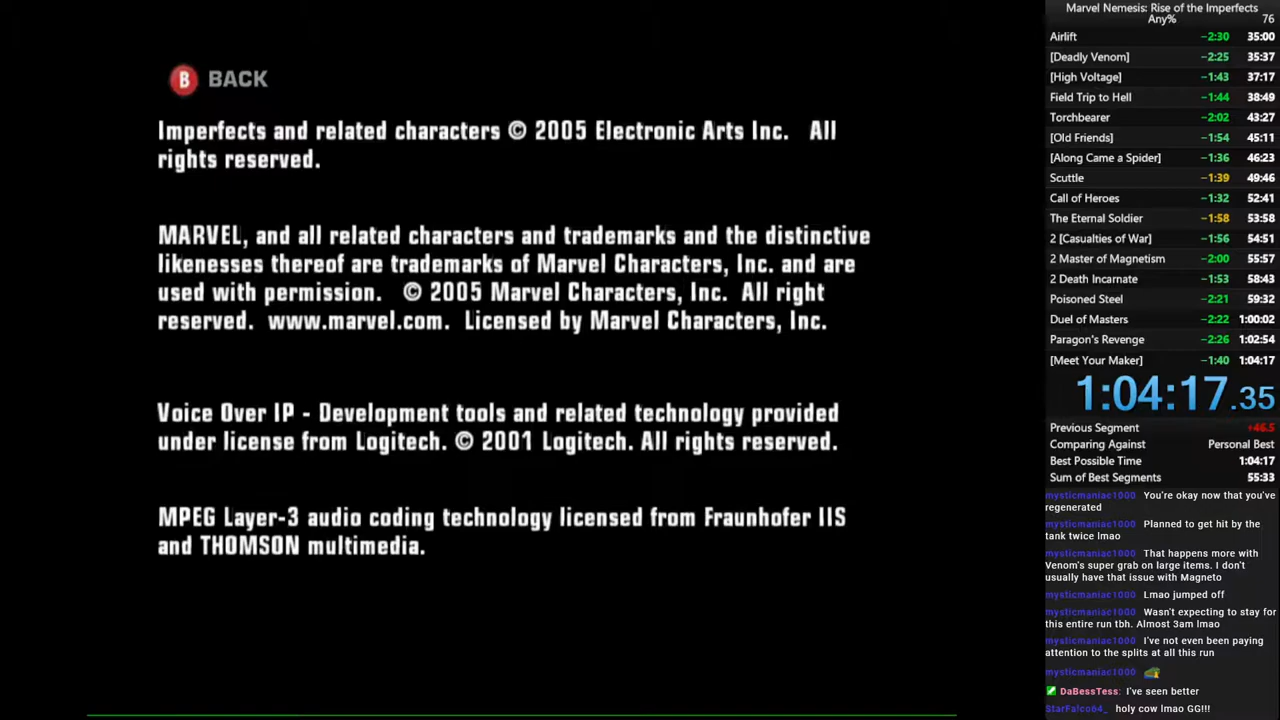 Marvel Nemesis: Rise of the Imperfects
Any% 76
B BACK
Imperfects and related characters © 2005 Electronic Arts Inc. All
rights reserved.
MARVEL, and all related characters and trademarks and the distinctive
likenesses thereof are trademarks of Marvel Characters, Inc. and are
used with permission. © 2005 Marvel Characters, Inc. All right
reserved. www.marvel.com. Licensed by Marvel Characters, Inc.
Voice Over IP - Development tools and related technology provided
under license from Logitech. © 2001 Logitech. All rights reserved.
MPEG Layer-3 audio coding technology licensed from Fraunhofer IIS
and THOMSON multimedia.
Airlift -2:30 35:00
[Deadly Venom] -2:25 35:37
[High Voltage] -1:43 37:17
Field Trip to Hell -1:44 38:49
Torchbearer -2:02 43:27
[Old Friends] -1:54 45:11
[Along Came a Spider] -1:36 46:23
Scuttle -1:39 49:46
Call of Heroes -1:32 52:41
The Eternal Soldier -1:58 53:58
2 [Casualties of War] -1:56 54:51
2 Master of Magnetism -2:00 55:57
2 Death Incarnate -1:53 58:43
Poisoned Steel -2:21 59:32
Duel of Masters -2:22 1:00:02
Paragon's Revenge -2:26 1:02:54
[Meet Your Maker] -1:40 1:04:17
1:04:17.35
Previous Segment +46.5
Comparing Against Personal Best
Best Possible Time 1:04:17
Sum of Best Segments 55:33
mysticmaniac1000 You're okay now that you've
regenerated
mysticmaniac1000 Planned to get hit by the
tank twice lmao
mysticmaniac1000 That happens more with
Venom's super grab on large items. I don't
usually have that issue with Magneto
mysticmaniac1000 Lmao jumped off
mysticmaniac1000 Wasn't expecting to stay for
this entire run tbh. Almost 3am lmao
mysticmaniac1000 I've not even been paying
attention to the splits at all this run
mysticmaniac1000
DaBessTess: I've seen better
StarFa!co64_ holy cow lmao GG!!!